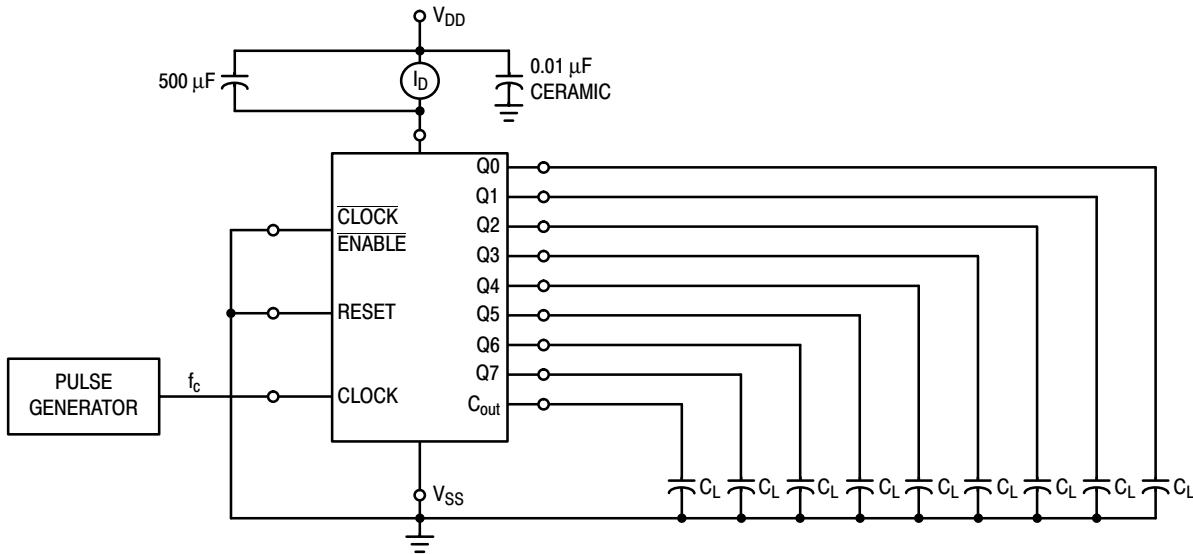 V_DD
500 μF
I_D
0.01 μF
CERAMIC
CLOCK
ENABLE
RESET
CLOCK
Q0
Q1
Q2
Q3
Q4
Q5
Q6
Q7
C_out
PULSE
GENERATOR
f_c
V_SS
C_L
C_L
C_L
C_L
C_L
C_L
C_L
C_L
C_L